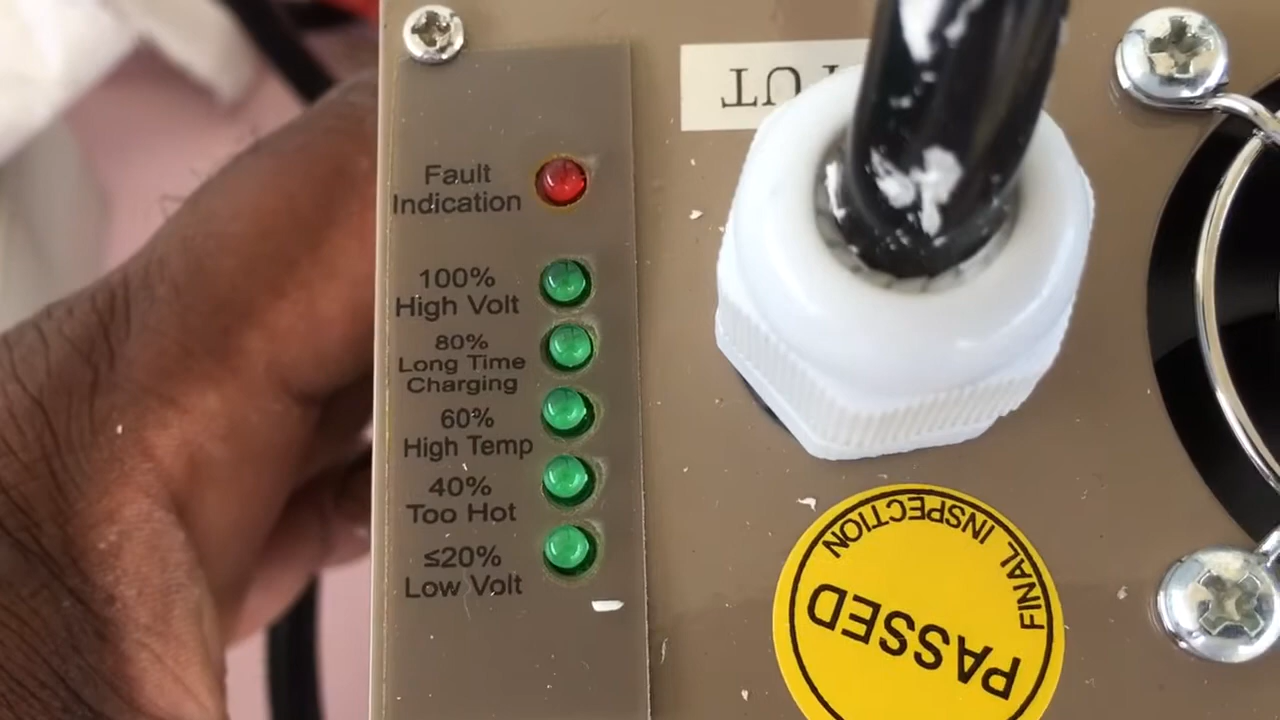 Fault
Indication
100%
High Volt
80%
Long Time
Charging
60%
High Temp
40%
Too Hot
≤20%
Low Volt
FINAL INSPECTION
PASSED